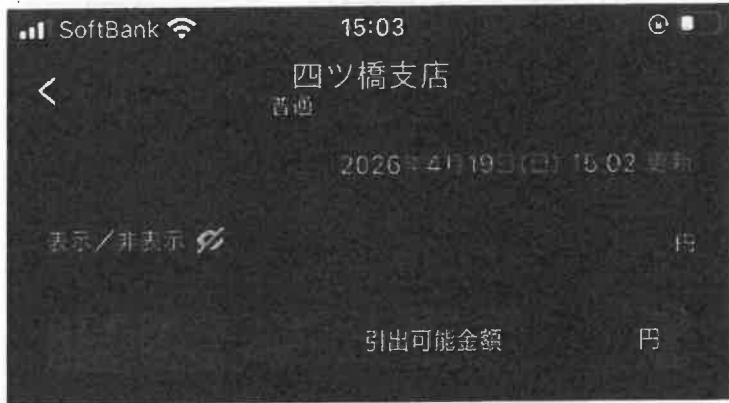 SoftBank 15:03
四ツ橋支店
普通
2026年4月19日(日) 15:02 更新
表示/非表示 円
引出可能金額 円